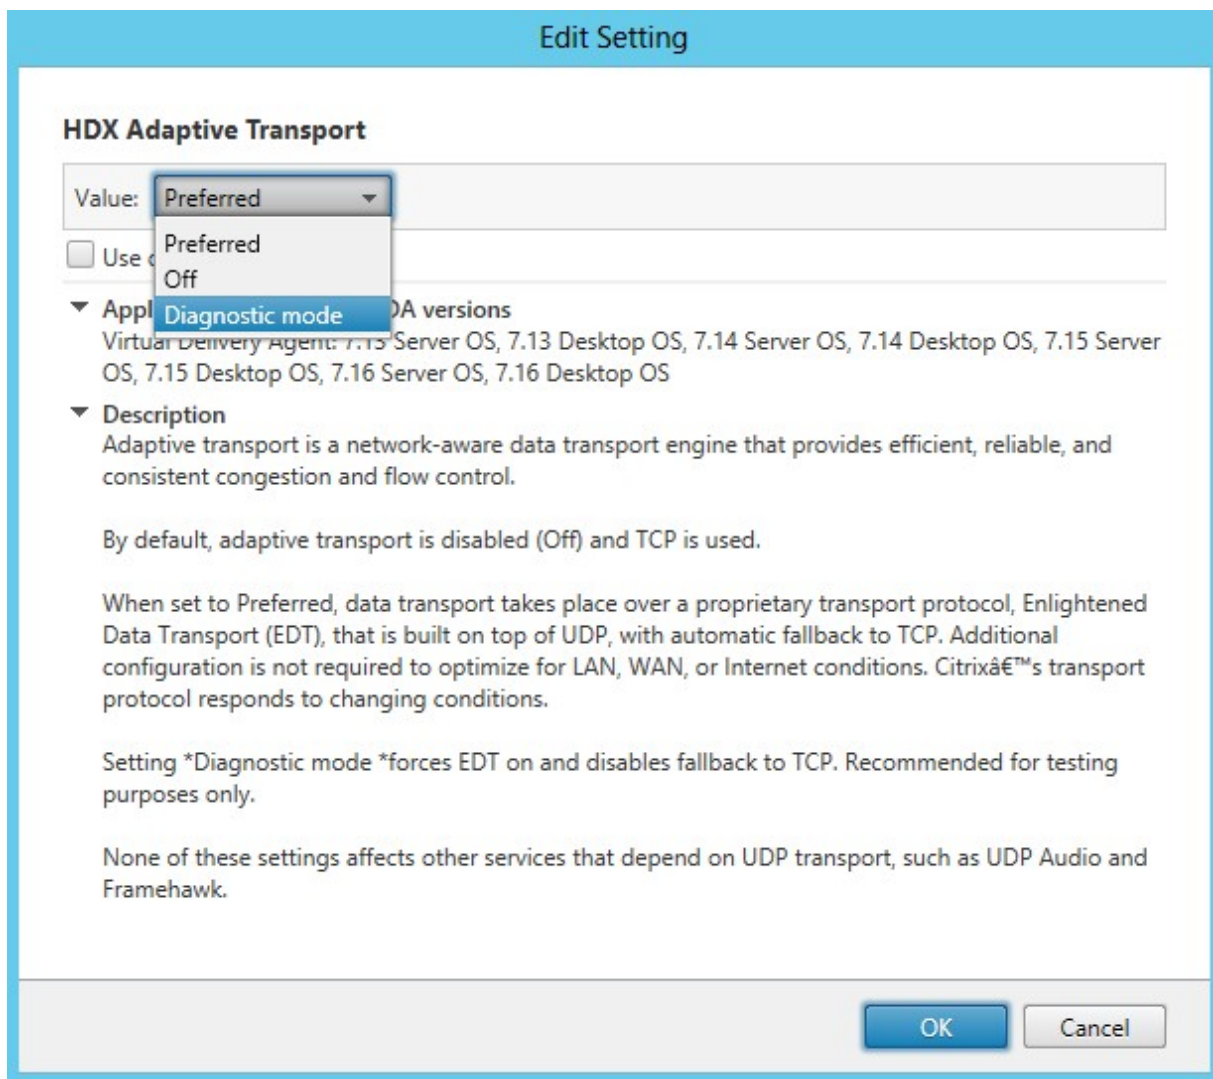 Edit Setting
HDX Adaptive Transport
Value: Preferred
Preferred
Use
Off
Diagnostic mode
Appl DA versions
Virtual Delivery Agent: 7.13 Server OS, 7.13 Desktop OS, 7.14 Server OS, 7.14 Desktop OS, 7.15 Server
OS, 7.15 Desktop OS, 7.16 Server OS, 7.16 Desktop OS
Description
Adaptive transport is a network-aware data transport engine that provides efficient, reliable, and
consistent congestion and flow control.
By default, adaptive transport is disabled (Off) and TCP is used.
When set to Preferred, data transport takes place over a proprietary transport protocol, Enlightened
Data Transport (EDT), that is built on top of UDP, with automatic fallback to TCP. Additional
configuration is not required to optimize for LAN, WAN, or Internet conditions. Citrixâ€™s transport
protocol responds to changing conditions.
Setting *Diagnostic mode *forces EDT on and disables fallback to TCP. Recommended for testing
purposes only.
None of these settings affects other services that depend on UDP transport, such as UDP Audio and
Framehawk.
OK Cancel